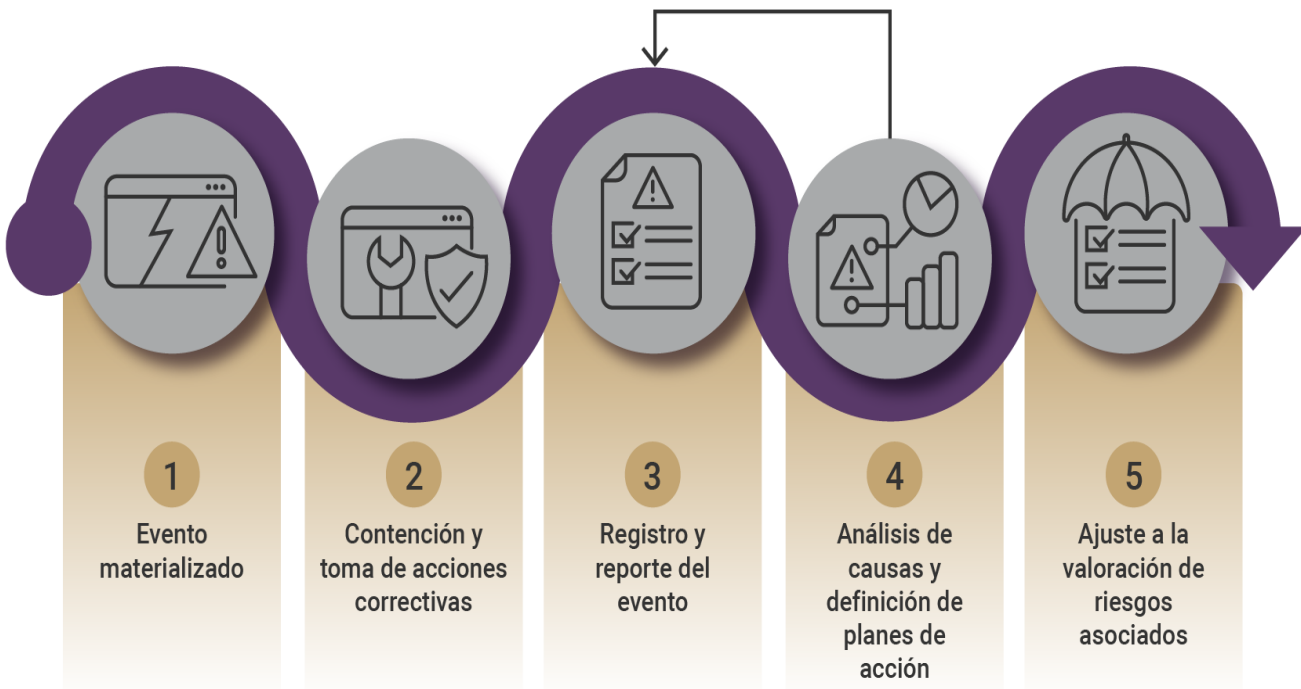 1
Evento
materializado
2
Contención y
toma de acciones
correctivas
3
Registro y
reporte del
evento
4
Análisis de
causas y
definición de
planes de
acción
5
Ajuste a la
valoración de
riesgos
asociados